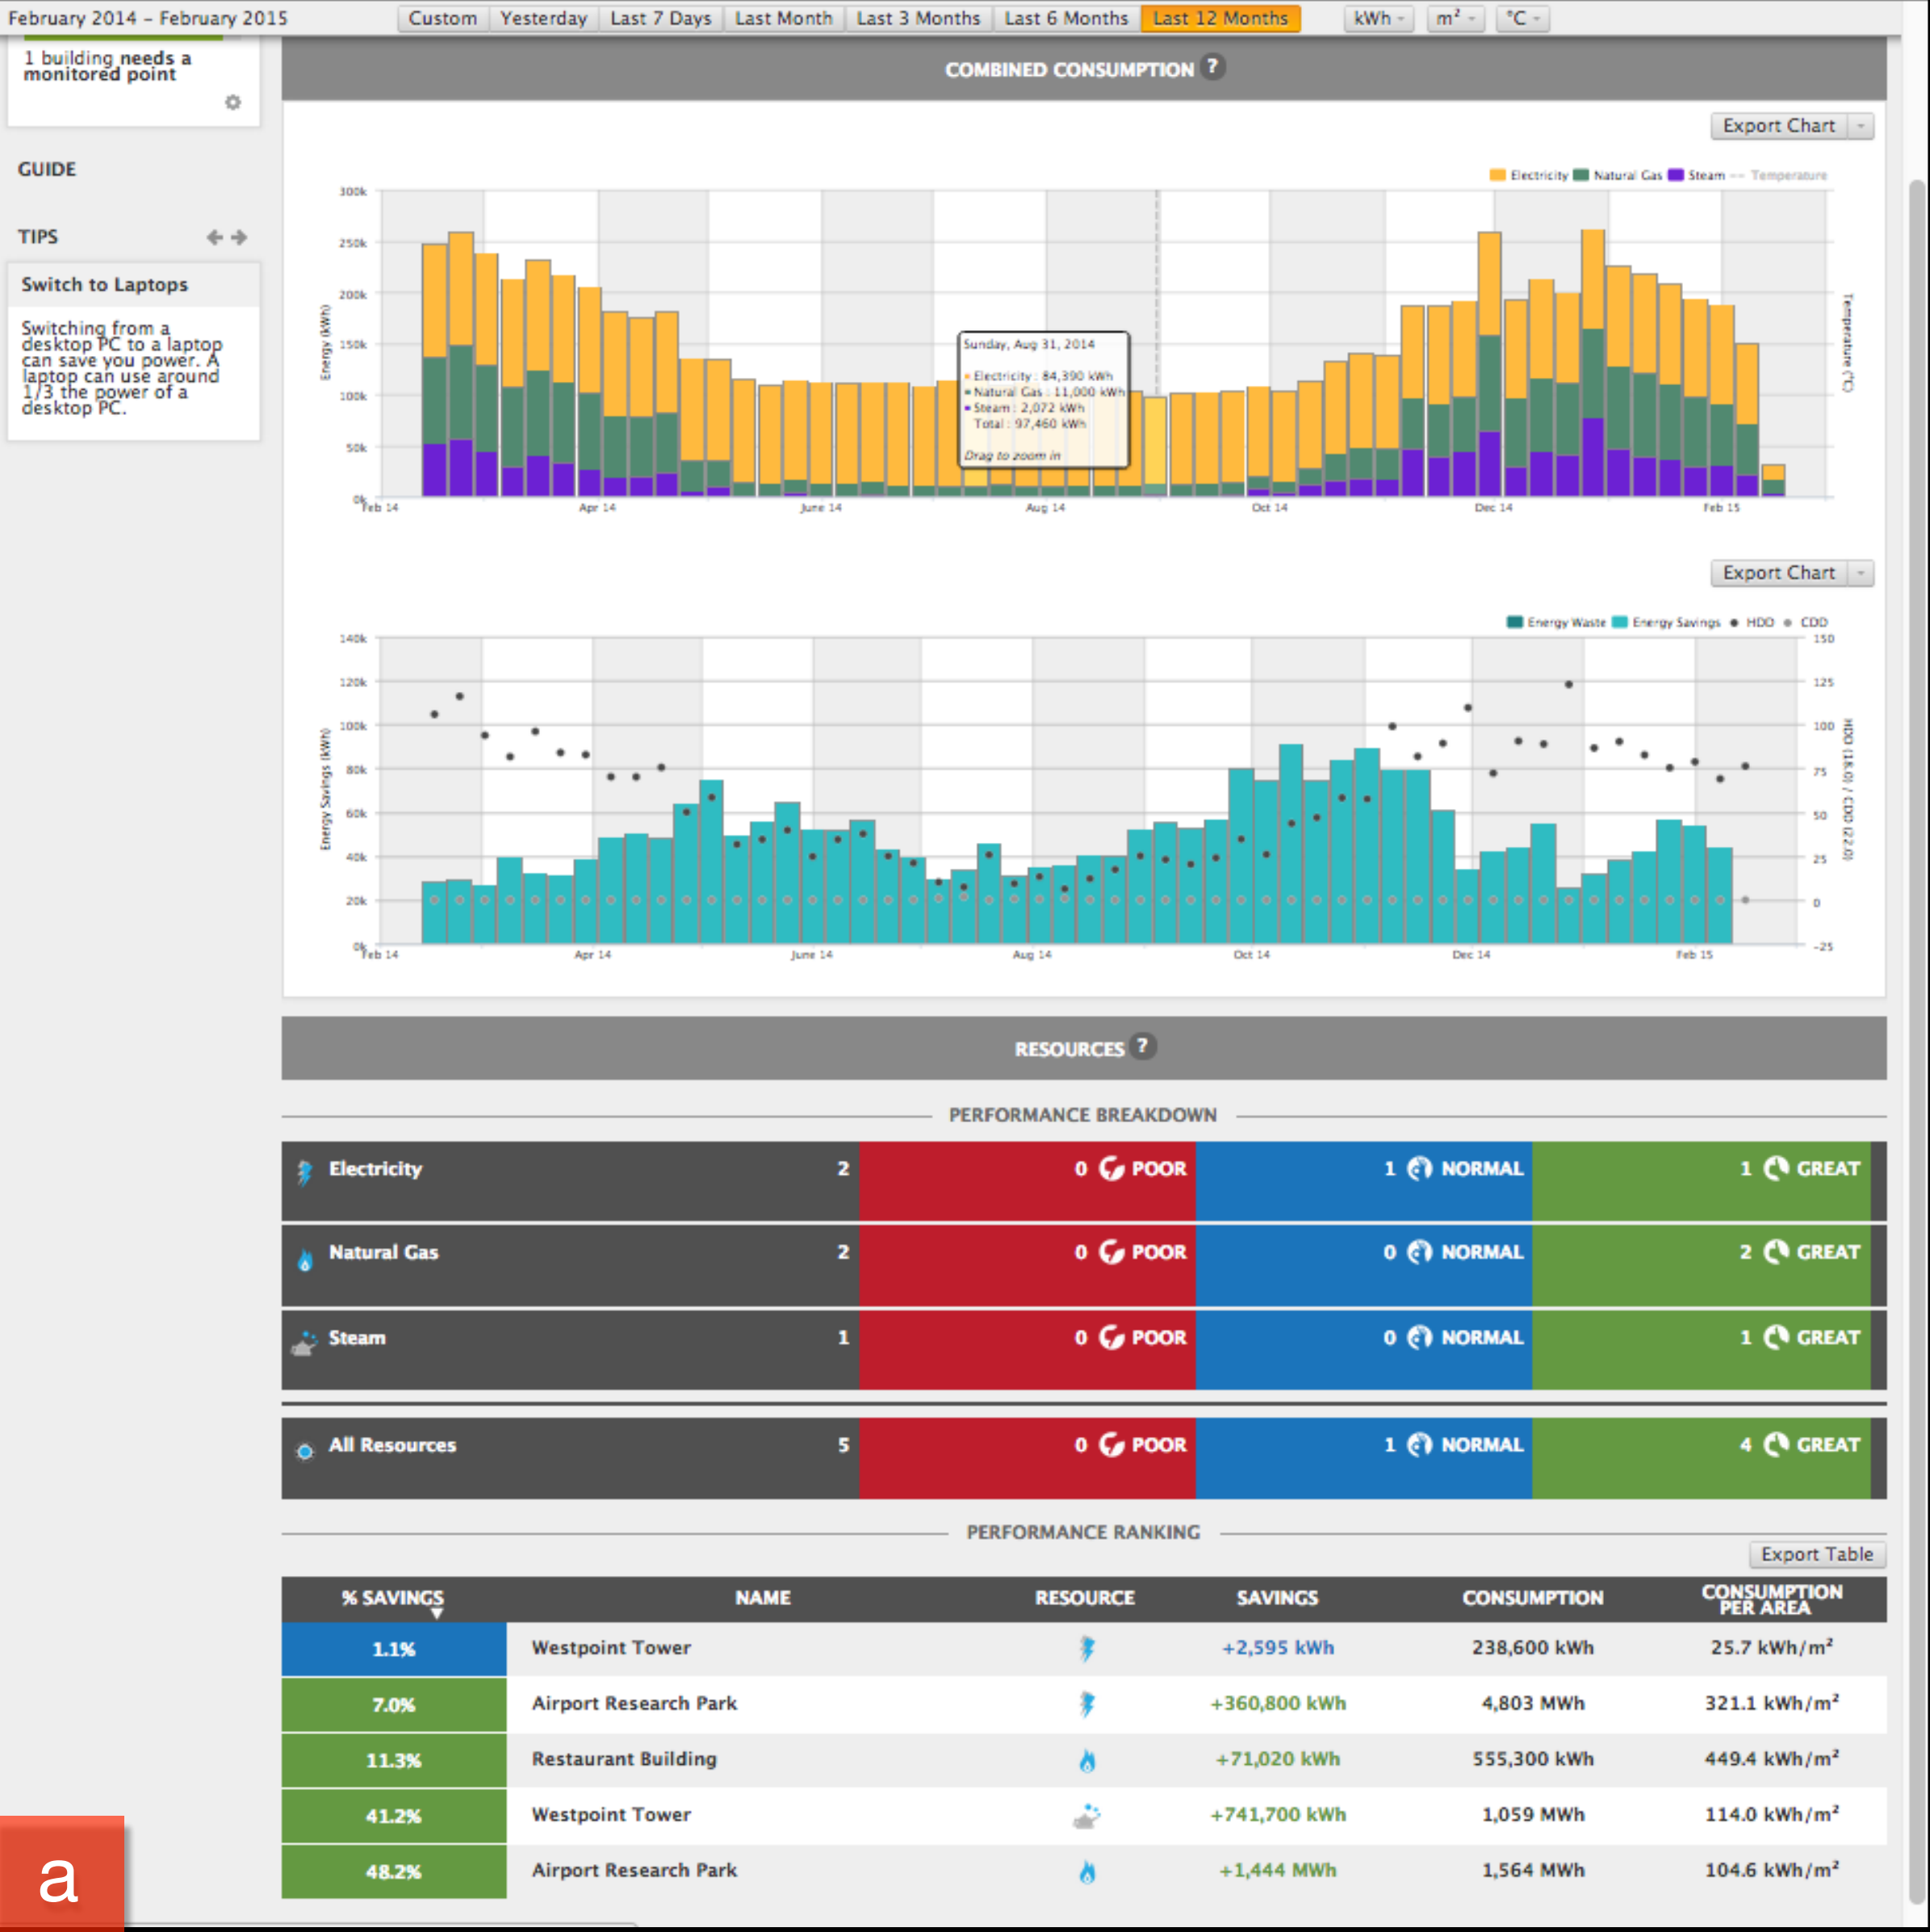 February 2014 – February 2015
Custom Yesterday Last 7 Days Last Month Last 3 Months Last 6 Months Last 12 Months kWh m² °C
1 building needs a
monitored point
GUIDE
TIPS
Switch to Laptops
Switching from a
desktop PC to a laptop
can save you power. A
laptop can use around
1/3 the power of a
desktop PC.
COMBINED CONSUMPTION ?
Export Chart
Electricity Natural Gas Steam Temperature
300k
250k
200k
150k
100k
50k
0k
Energy (kWh)
Temperature (°C)
Sunday, Aug 31, 2014
Electricity : 84,390 kWh
Natural Gas : 11,000 kWh
Steam : 2,072 kWh
Total : 97,460 kWh
Drag to zoom in
Feb 14 Apr 14 June 14 Aug 14 Oct 14 Dec 14 Feb 15
Export Chart
Energy Waste Energy Savings HDD CDD
140k 150
120k 125
100k 100
80k 75
60k 50
40k 25
20k 0
0k -25
Energy Savings (kWh)
HDD (18.0) / CDD (22.0)
Feb 14 Apr 14 June 14 Aug 14 Oct 14 Dec 14 Feb 15
RESOURCES ?
PERFORMANCE BREAKDOWN
Electricity 2 0 POOR 1 NORMAL 1 GREAT
Natural Gas 2 0 POOR 0 NORMAL 2 GREAT
Steam 1 0 POOR 0 NORMAL 1 GREAT
All Resources 5 0 POOR 1 NORMAL 4 GREAT
PERFORMANCE RANKING
Export Table
% SAVINGS NAME RESOURCE SAVINGS CONSUMPTION CONSUMPTION PER AREA
1.1% Westpoint Tower +2,595 kWh 238,600 kWh 25.7 kWh/m²
7.0% Airport Research Park +360,800 kWh 4,803 MWh 321.1 kWh/m²
11.3% Restaurant Building +71,020 kWh 555,300 kWh 449.4 kWh/m²
41.2% Westpoint Tower +741,700 kWh 1,059 MWh 114.0 kWh/m²
48.2% Airport Research Park +1,444 MWh 1,564 MWh 104.6 kWh/m²
a